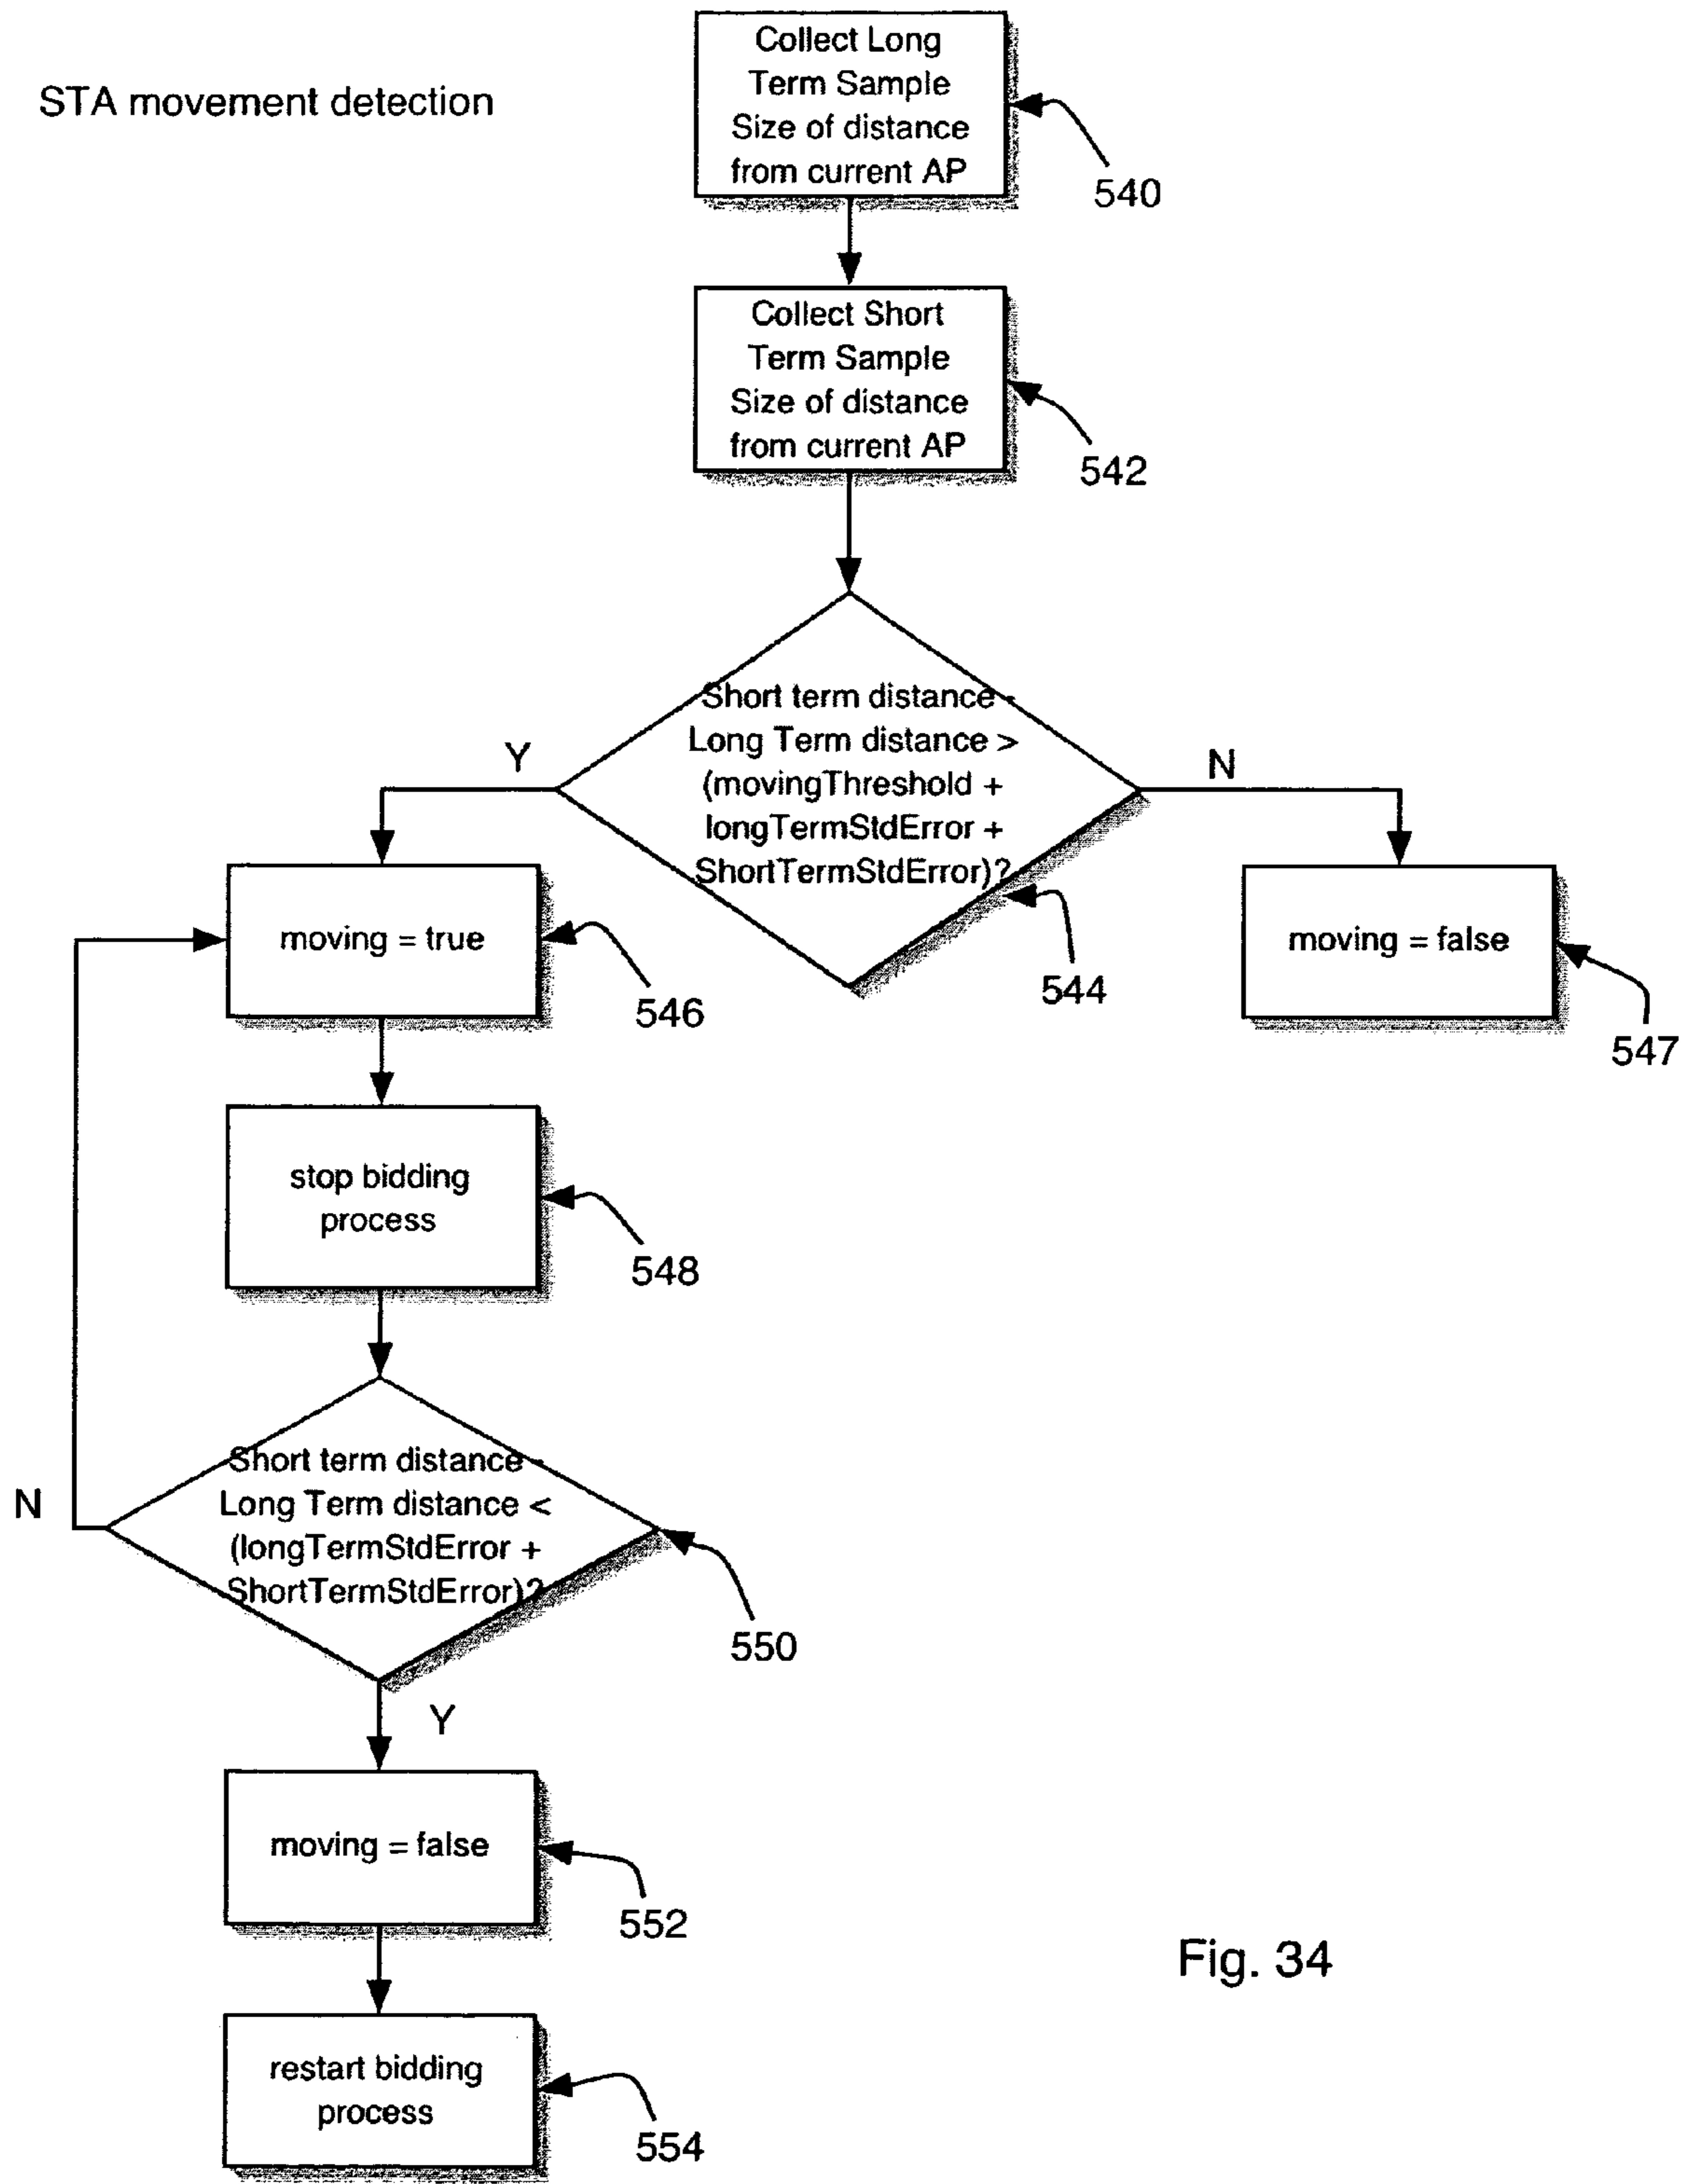 STA movement detection
Collect Long
Term Sample
Size of distance
from current AP
540
Collect Short
Term Sample
Size of distance
from current AP
542
Short term distance -
Long Term distance >
(movingThreshold +
longTermStdError +
ShortTermStdError)?
Y
N
544
moving = true
546
moving = false
547
stop bidding
process
548
Short term distance -
Long Term distance <
(longTermStdError +
ShortTermStdError)?
N
550
Y
moving = false
552
restart bidding
process
554
Fig. 34